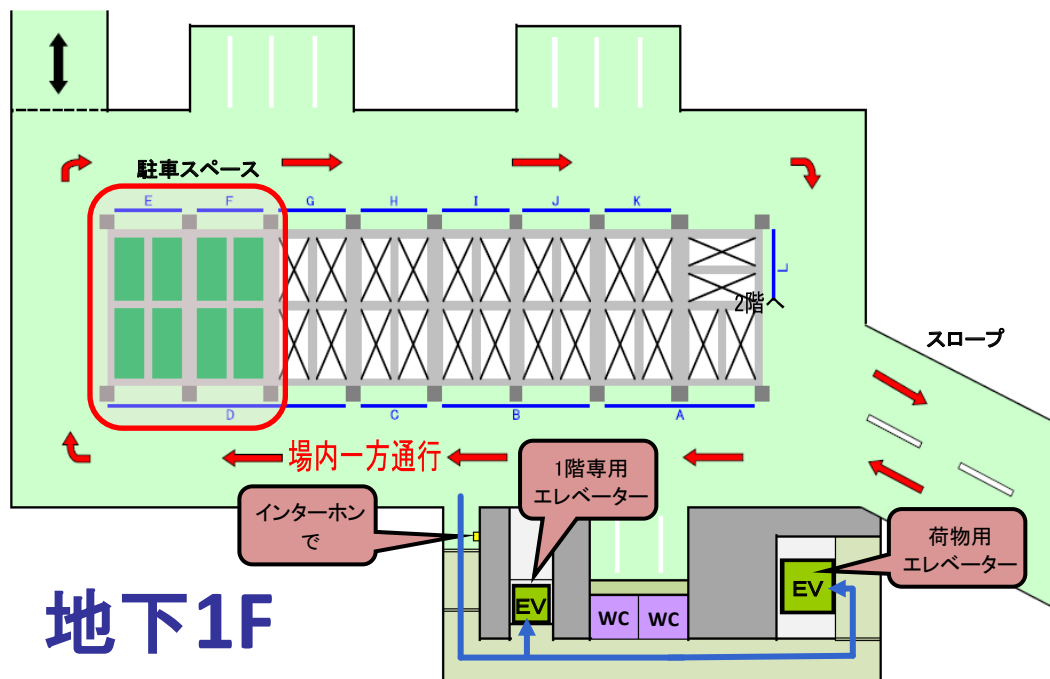 駐車スペース
E
F
G
H
I
J
K
L
2階へ
スロープ
D
C
B
A
場内一方通行
1階専用
エレベーター
インターホン
で
荷物用
エレベーター
EV
WC
WC
EV
地下1F